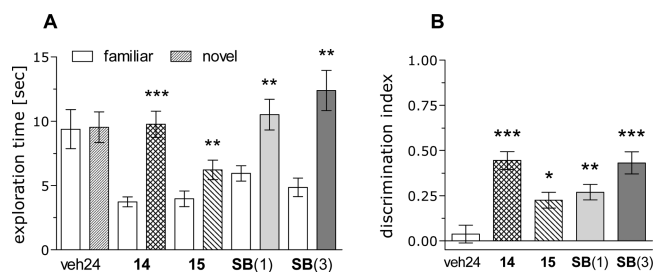 A
exploration time [sec]
15
10
5
0
familiar
novel
***
**
**
**
veh24
14
15
SB(1)
SB(3)
B
discrimination index
1.00
0.75
0.50
0.25
0.00
***
*
**
***
veh24
14
15
SB(1)
SB(3)